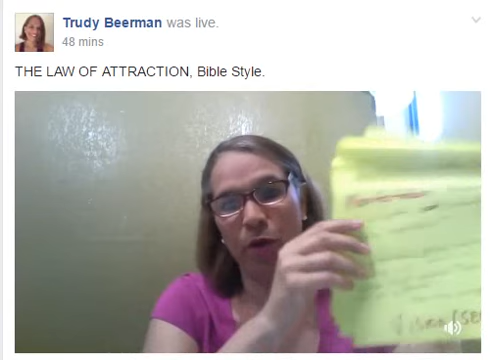 Trudy Beerman was live.
48 mins
THE LAW OF ATTRACTION, Bible Style.